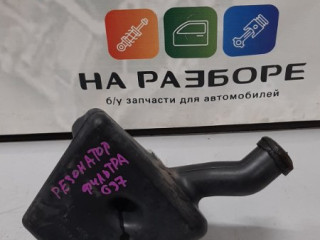 НА РАЗБОРЕ
б/у запчасти для автомобилей
РЕЗОНАТОР
ФИЛЬТРА
G37